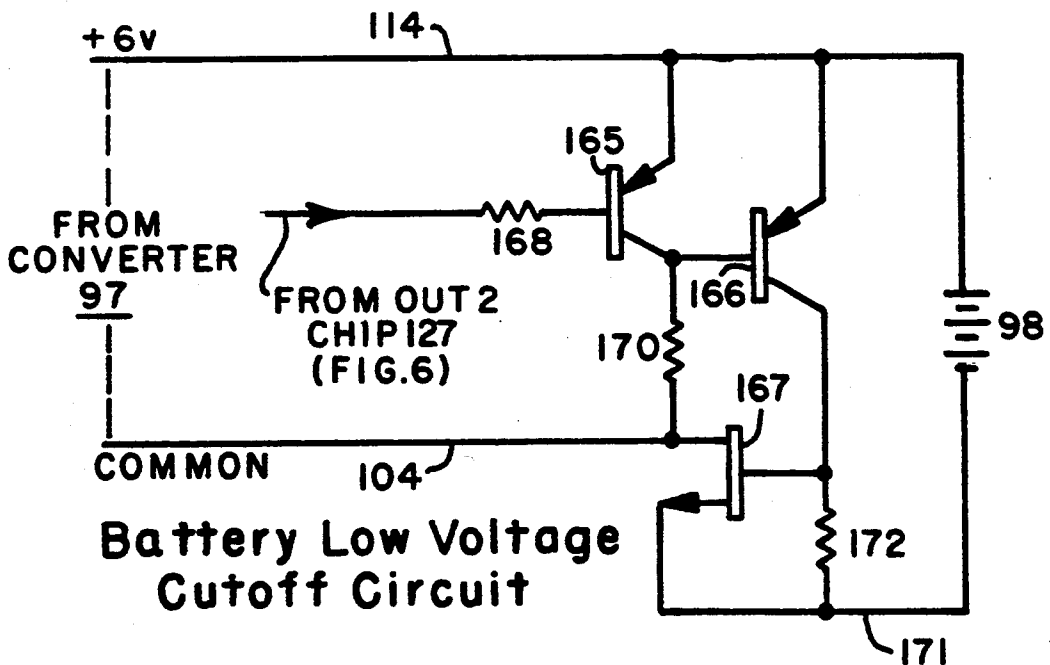 +6v
114
165
FROM
CONVERTER
97
168
166
FROM OUT 2
CHIP 127
(FIG.6)
170
98
167
COMMON
104
172
Battery Low Voltage
Cutoff Circuit
171